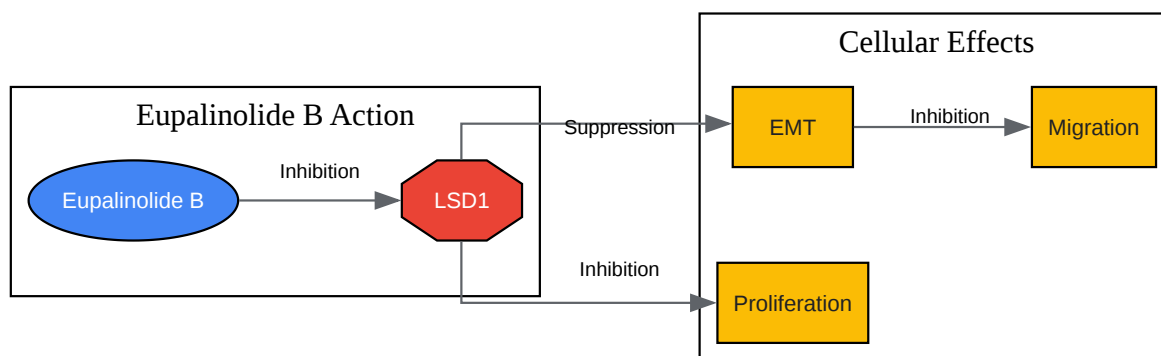 Cellular Effects
Eupalinolide B Action
Suppression
EMT
Inhibition
Migration
Eupalinolide B
Inhibition
LSD1
Inhibition
Proliferation